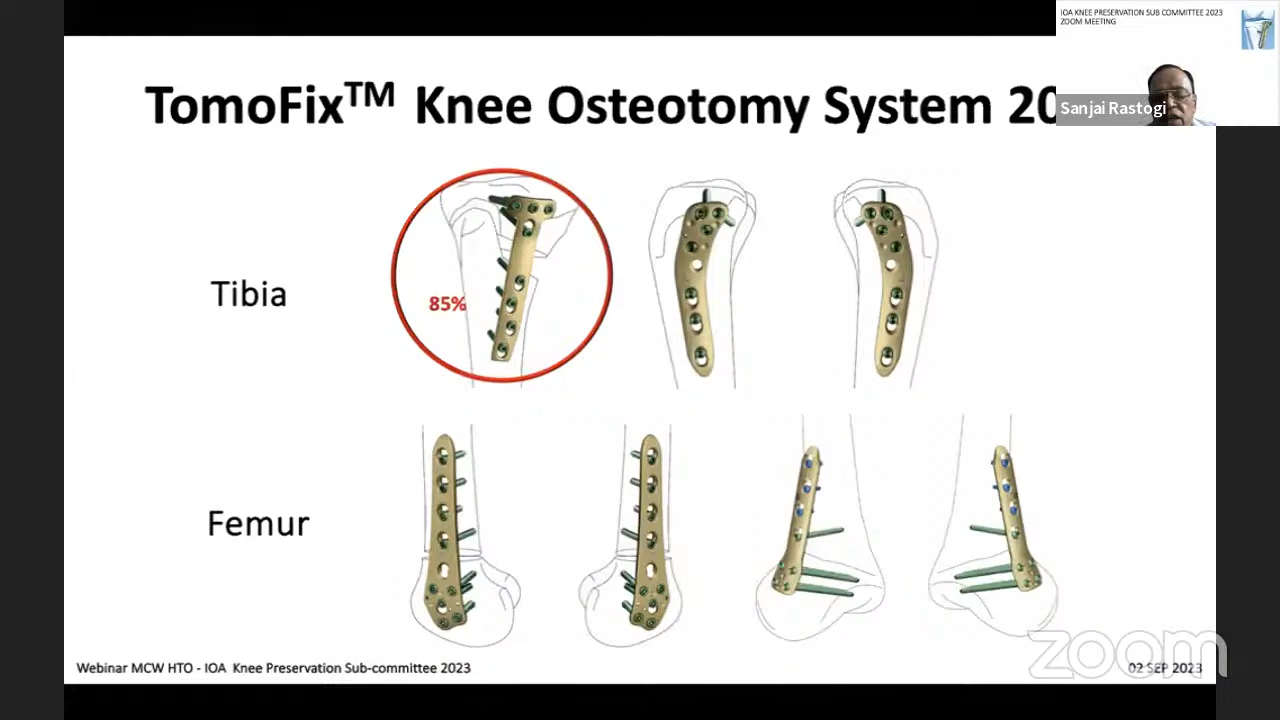 IOA KNEE PRESERVATION SUB COMMITTEE 2023
ZOOM MEETING
Sanjai Rastogi
TomoFix™ Knee Osteotomy System 20
Tibia
85%
Femur
Webinar MCW HTO - IOA Knee Preservation Sub-committee 2023
02 SEP 2023
zoom